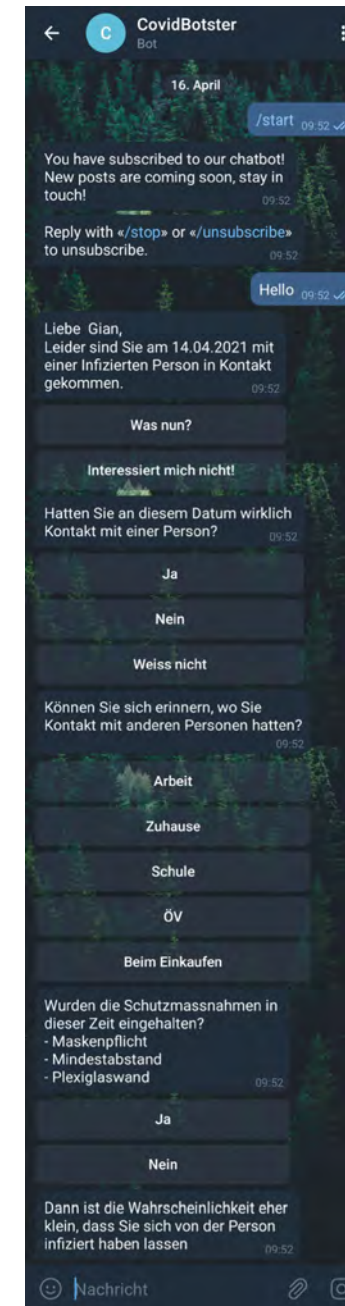 CovidBotster
C
Bot
16. April
/start 09:52
You have subscribed to our chatbot!
New posts are coming soon, stay in
touch! 09:52
Reply with «/stop» or «/unsubscribe»
to unsubscribe. 09:52
Hello 09:52
Liebe Gian,
Leider sind Sie am 14.04.2021 mit
einer Infizierten Person in Kontakt
gekommen. 09:52
Was nun?
Interessiert mich nicht!
Hatten Sie an diesem Datum wirklich
Kontakt mit einer Person? 09:52
Ja
Nein
Weiss nicht
Können Sie sich erinnern, wo Sie
Kontakt mit anderen Personen hatten?
09:52
Arbeit
Zuhause
Schule
ÖV
Beim Einkaufen
Wurden die Schutzmassnahmen in
dieser Zeit eingehalten?
- Maskenpflicht
- Mindestabstand
- Plexiglaswand 09:52
Ja
Nein
Dann ist die Wahrscheinlichkeit eher
klein, dass Sie sich von der Person
infiziert haben lassen 09:52
Nachricht